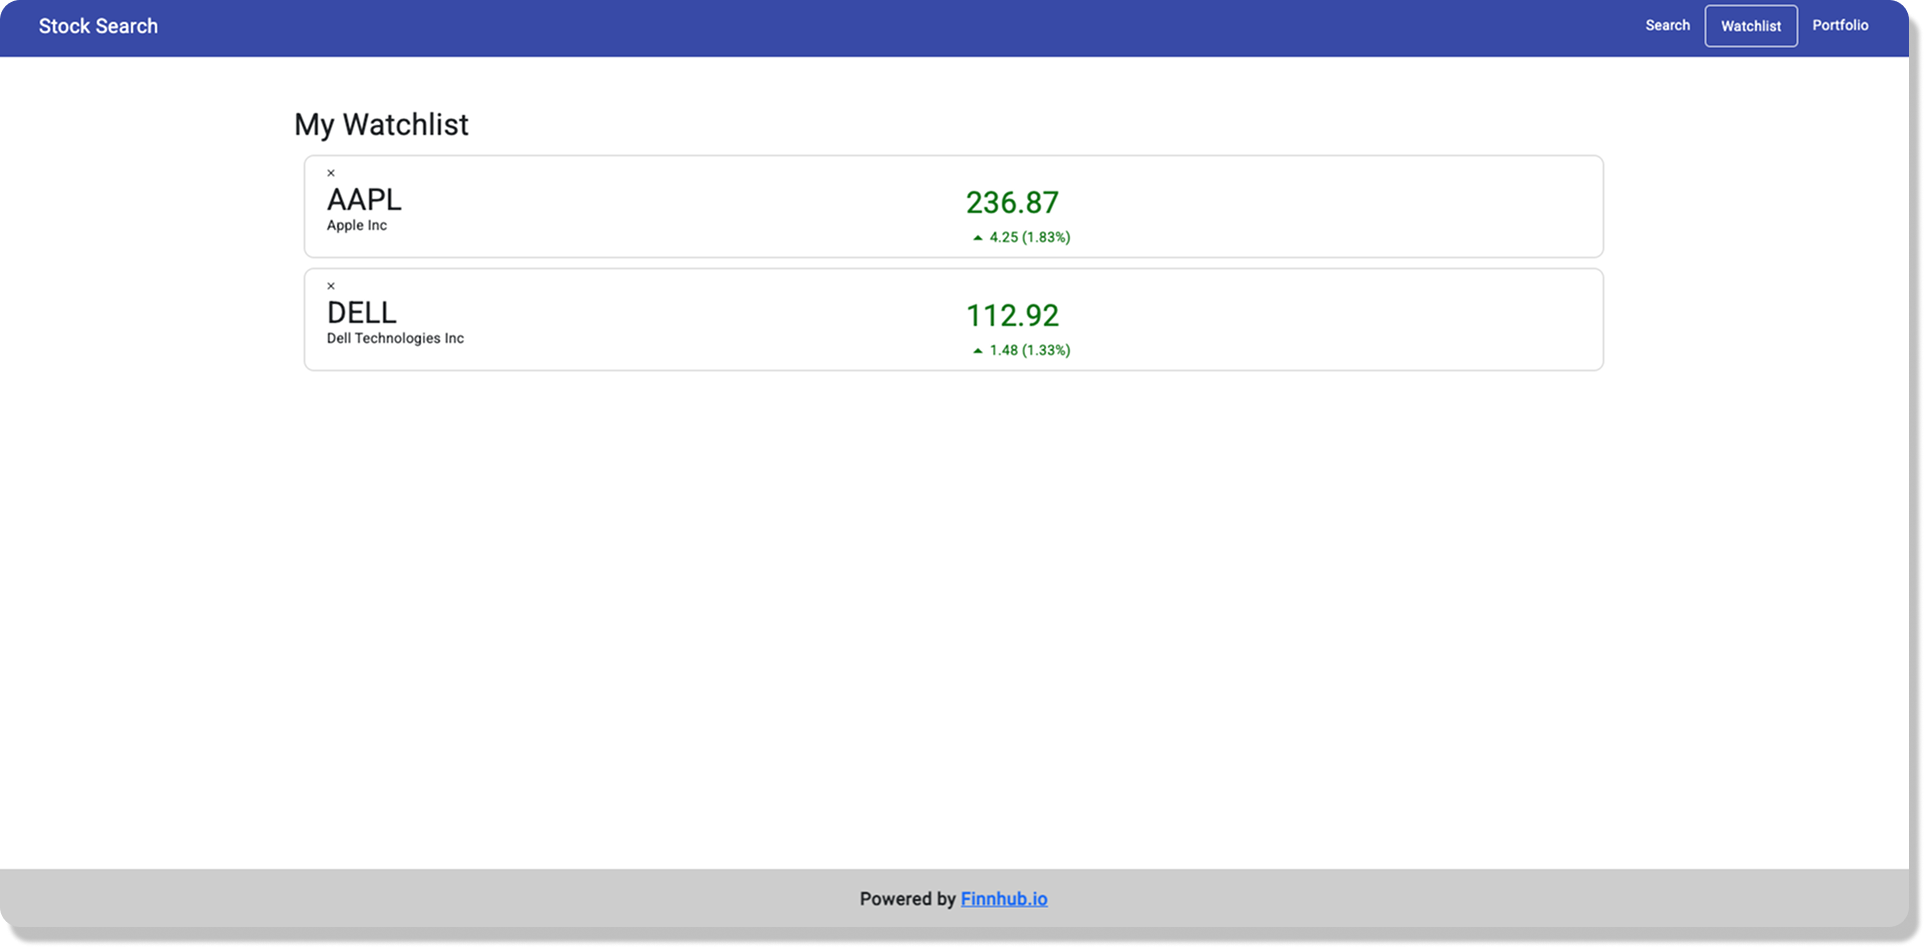 Stock Search
Search Watchlist Portfolio
My Watchlist
×
AAPL
Apple Inc
236.87
▲ 4.25 (1.83%)
×
DELL
Dell Technologies Inc
112.92
▲ 1.48 (1.33%)
Powered by Finnhub.io